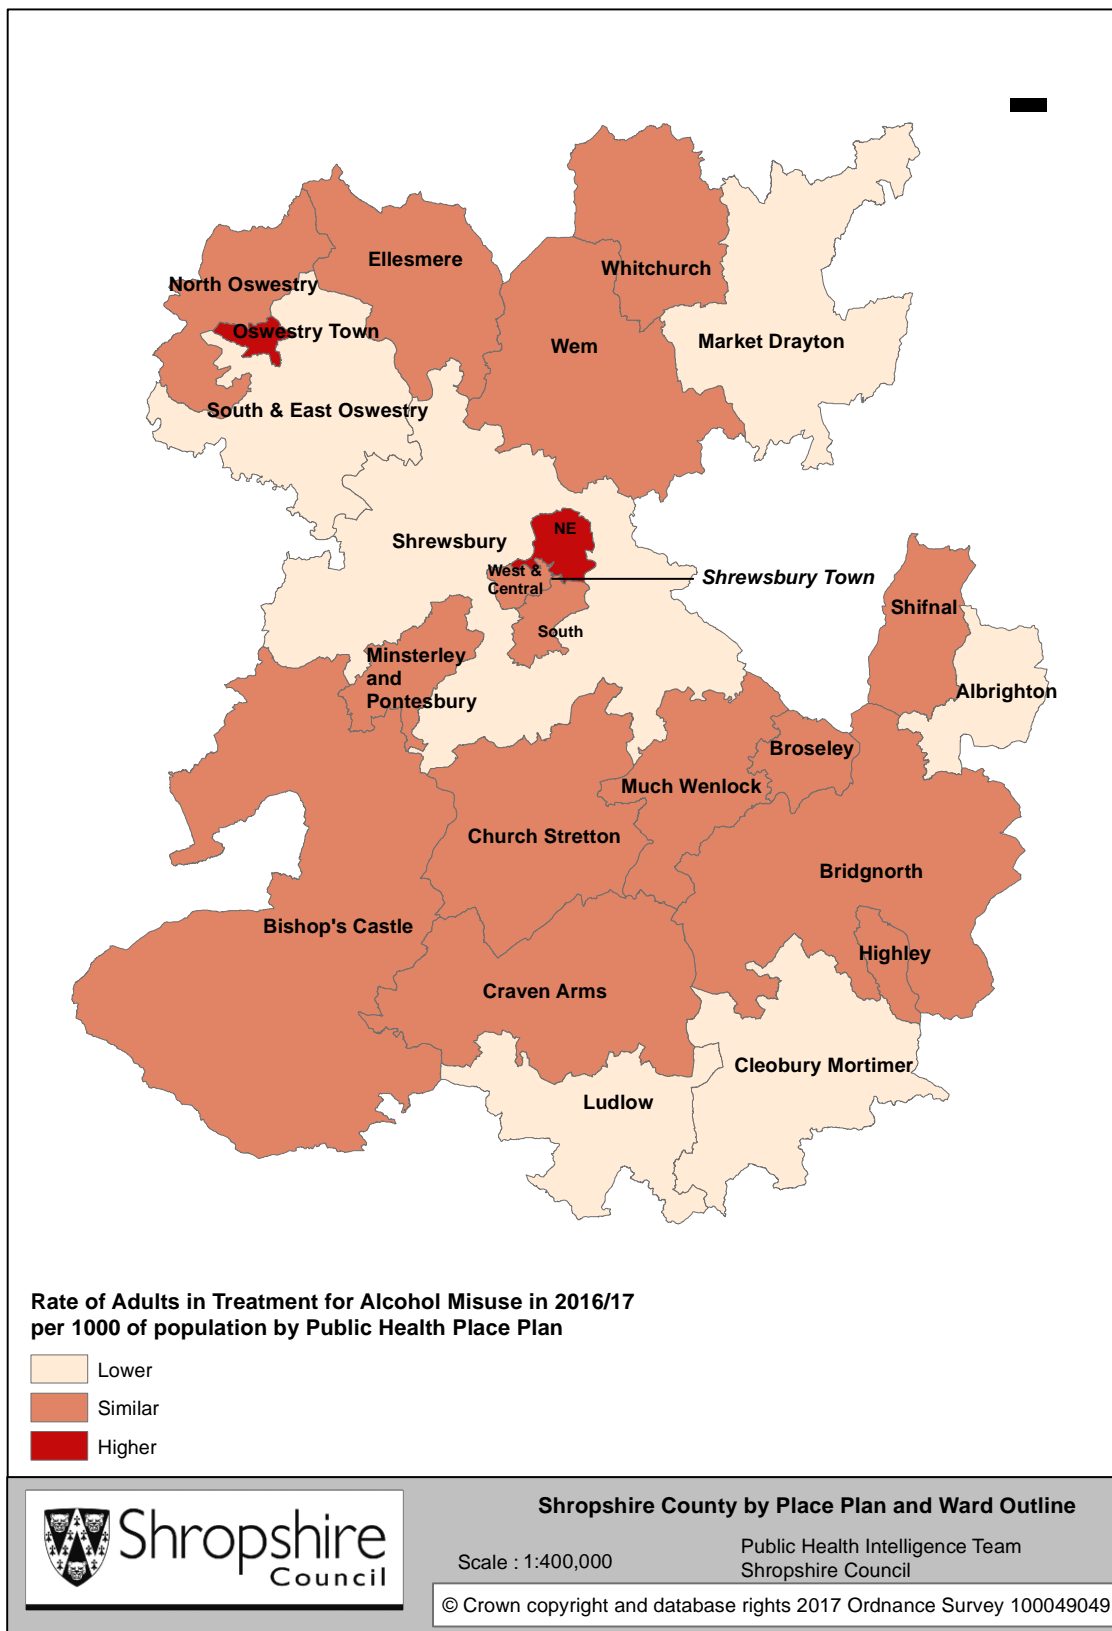 Ellesmere
Whitchurch
North Oswestry
Oswestry Town
Wem
Market Drayton
South & East Oswestry
NE
Shrewsbury
West &
Central
Shrewsbury Town
Shifnal
South
Minsterley
and
Pontesbury
Albrighton
Broseley
Much Wenlock
Church Stretton
Bridgnorth
Bishop's Castle
Highley
Craven Arms
Cleobury Mortimer
Ludlow
Rate of Adults in Treatment for Alcohol Misuse in 2016/17
per 1000 of population by Public Health Place Plan
Lower
Similar
Higher
Shropshire
Council
Shropshire County by Place Plan and Ward Outline
Scale : 1:400,000
Public Health Intelligence Team
Shropshire Council
© Crown copyright and database rights 2017 Ordnance Survey 100049049